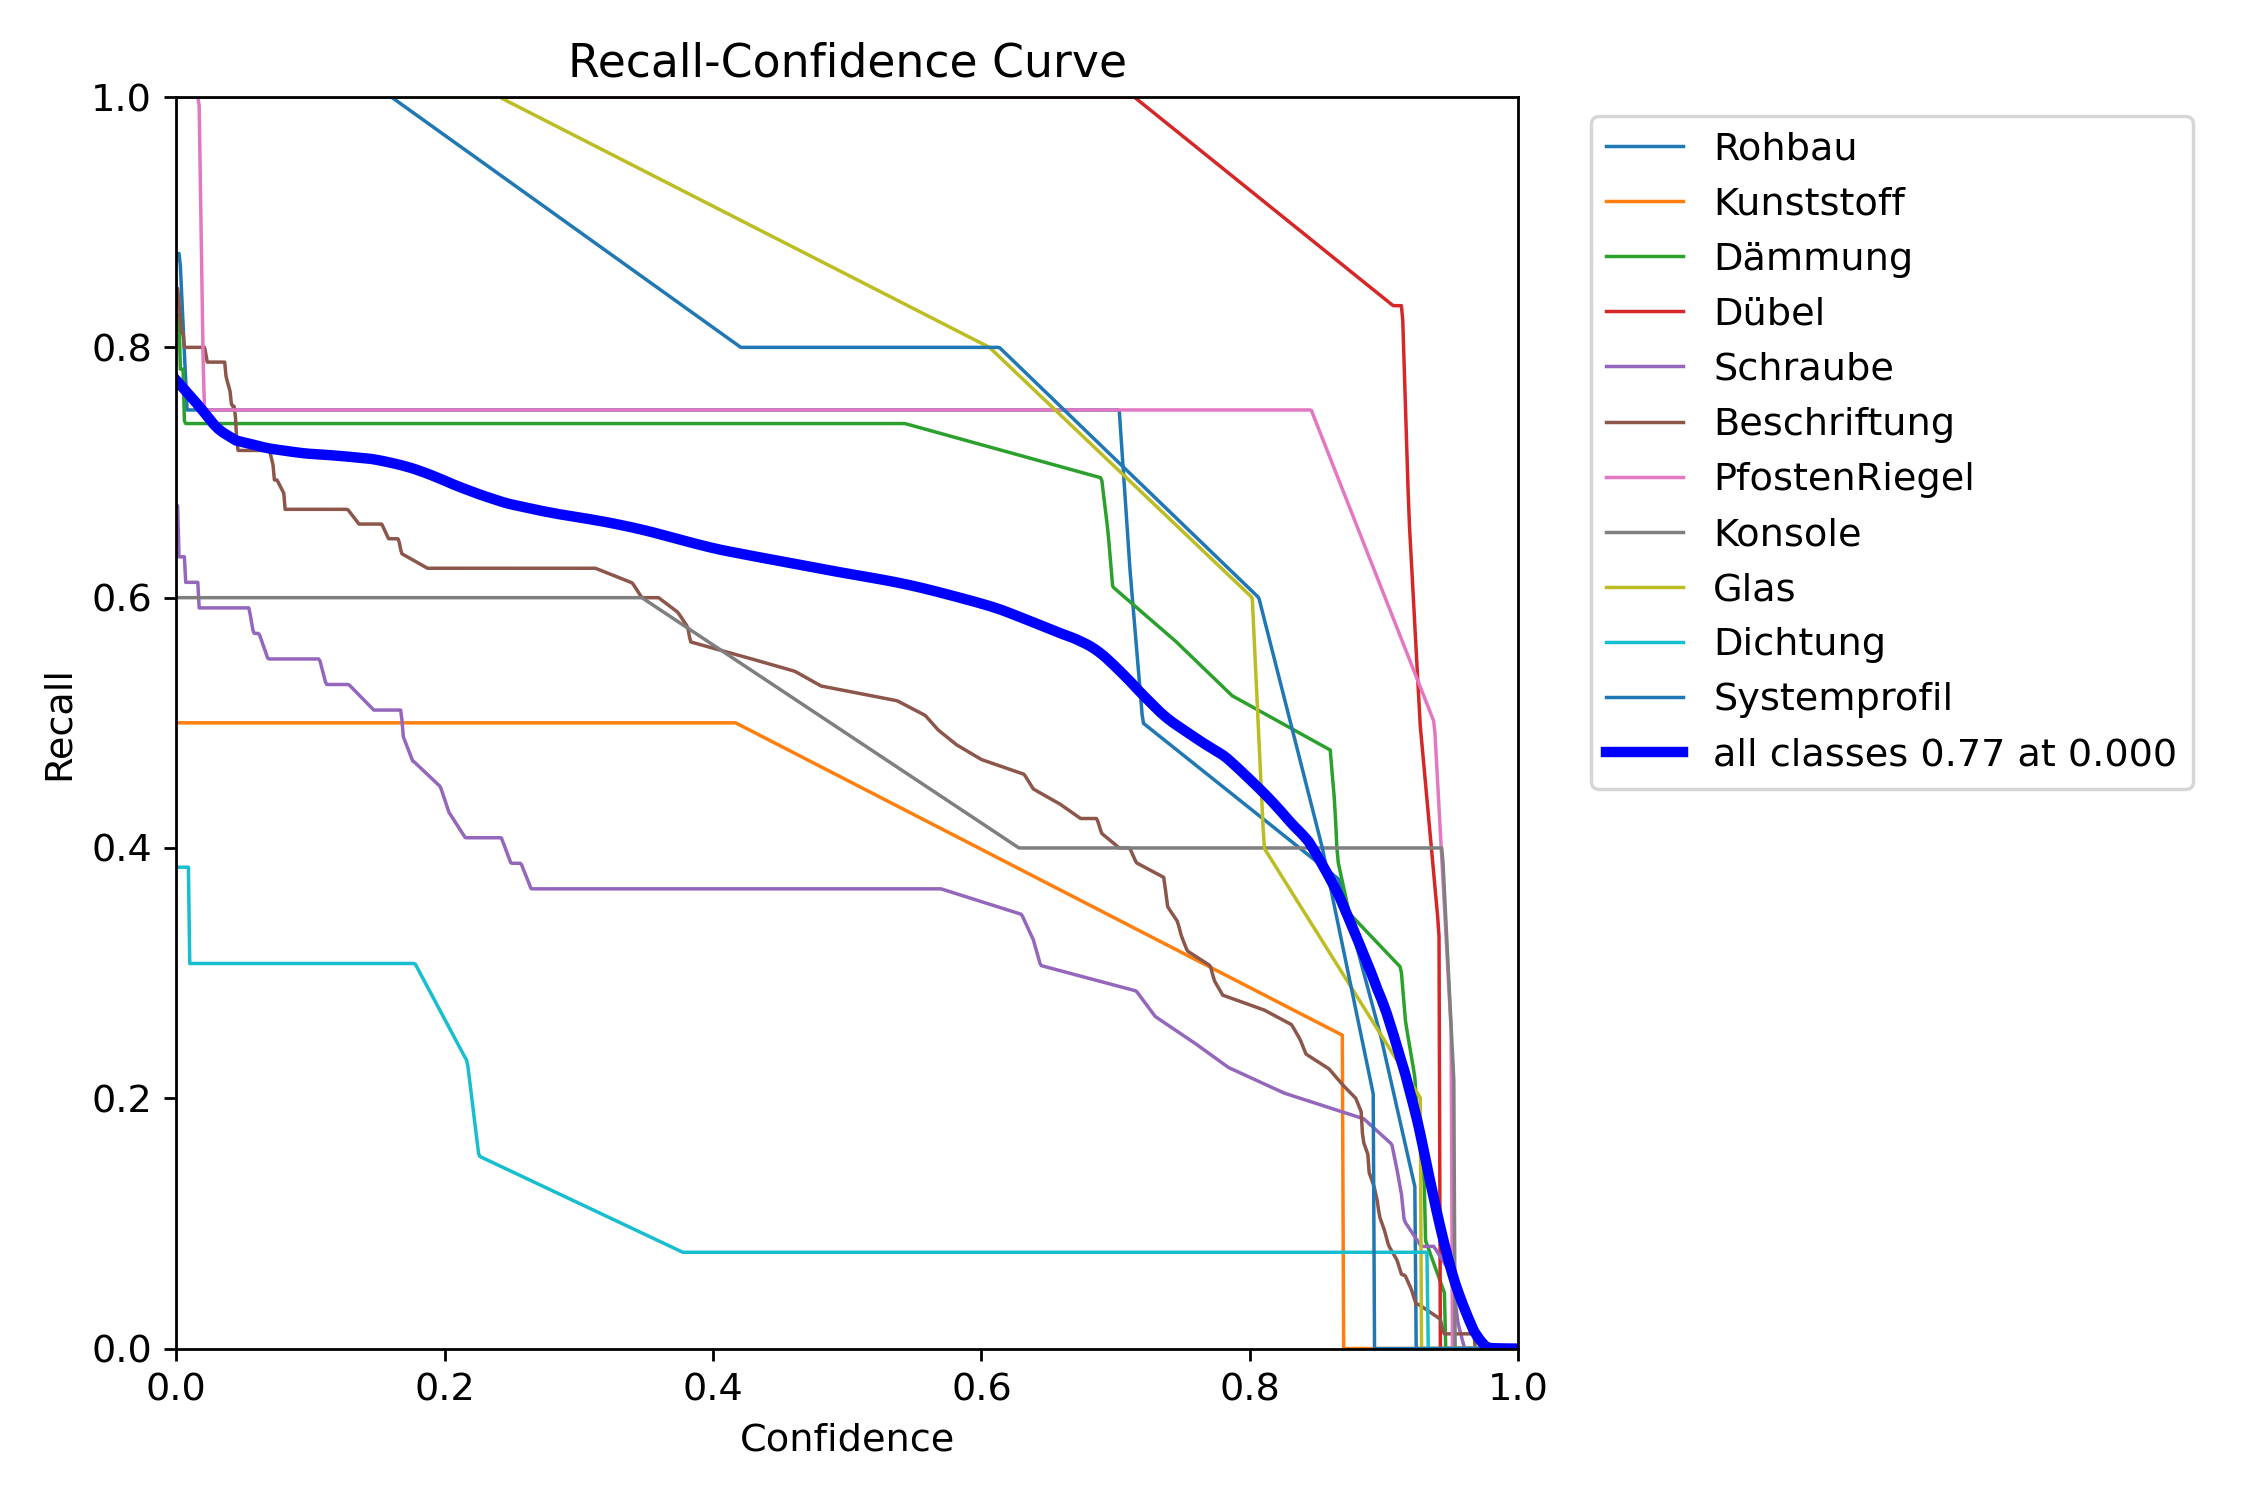 Recall-Confidence Curve
1.0
0.8
0.6
0.4
0.2
0.0
Recall
0.0 0.2 0.4 0.6 0.8 1.0
Confidence
Rohbau
Kunststoff
Dämmung
Dübel
Schraube
Beschriftung
PfostenRiegel
Konsole
Glas
Dichtung
Systemprofil
all classes 0.77 at 0.000